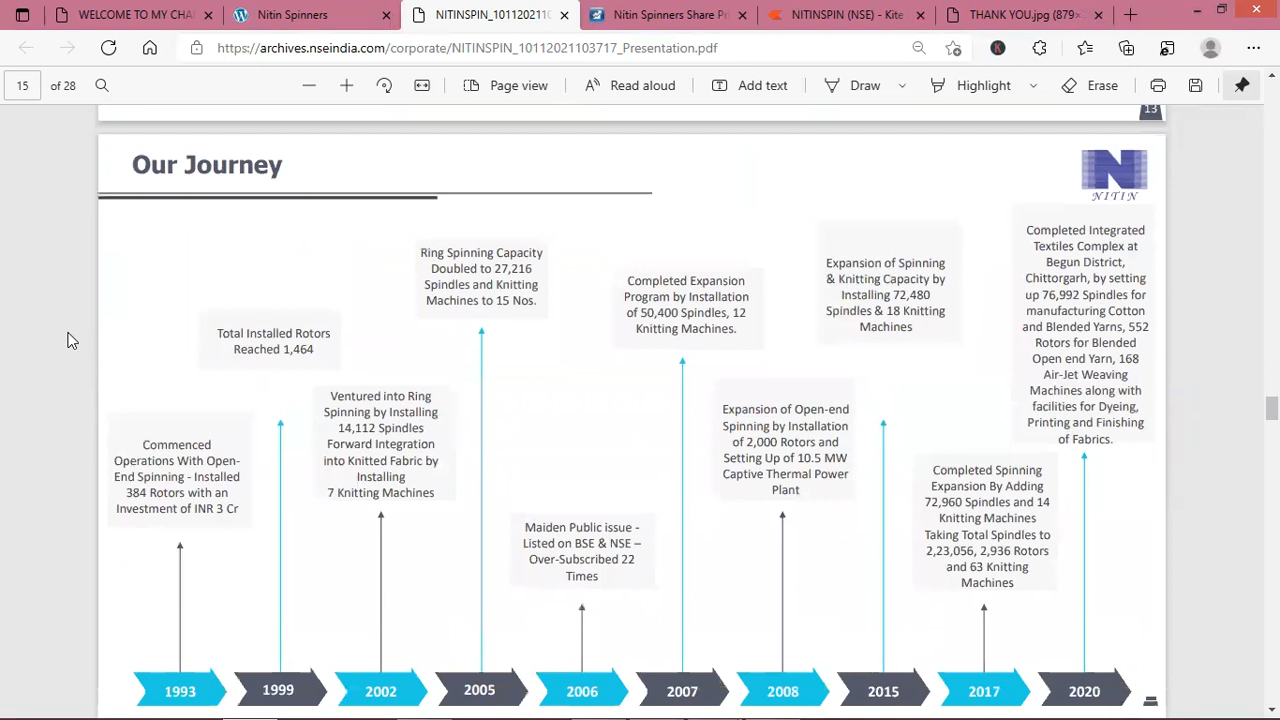 WELCOME TO MY CHA
Nitin Spinners
NITINSPIN_1011202110
Nitin Spinners Share Pr
NITINSPIN (NSE) - Kite
THANK YOU.jpg (879×
https://archives.nseindia.com/corporate/NITINSPIN_10112021103717_Presentation.pdf
K
15 of 28
Page view
Read aloud
Add text
Draw
Highlight
Erase
13
Our Journey
N
NITIN
Commenced
Operations With Open-
End Spinning - Installed
384 Rotors with an
Investment of INR 3 Cr
Total Installed Rotors
Reached 1,464
Ventured into Ring
Spinning by Installing
14,112 Spindles
Forward Integration
into Knitted Fabric by
Installing
7 Knitting Machines
Ring Spinning Capacity
Doubled to 27,216
Spindles and Knitting
Machines to 15 Nos.
Maiden Public issue -
Listed on BSE & NSE –
Over-Subscribed 22
Times
Completed Expansion
Program by Installation
of 50,400 Spindles, 12
Knitting Machines.
Expansion of Open-end
Spinning by Installation
of 2,000 Rotors and
Setting Up of 10.5 MW
Captive Thermal Power
Plant
Expansion of Spinning
& Knitting Capacity by
Installing 72,480
Spindles & 18 Knitting
Machines
Completed Spinning
Expansion By Adding
72,960 Spindles and 14
Knitting Machines
Taking Total Spindles to
2,23,056, 2,936 Rotors
and 63 Knitting
Machines
Completed Integrated
Textiles Complex at
Begun District,
Chittorgarh, by setting
up 76,992 Spindles for
manufacturing Cotton
and Blended Yarns, 552
Rotors for Blended
Open end Yarn, 168
Air-Jet Weaving
Machines along with
facilities for Dyeing,
Printing and Finishing
of Fabrics.
1993
1999
2002
2005
2006
2007
2008
2015
2017
2020